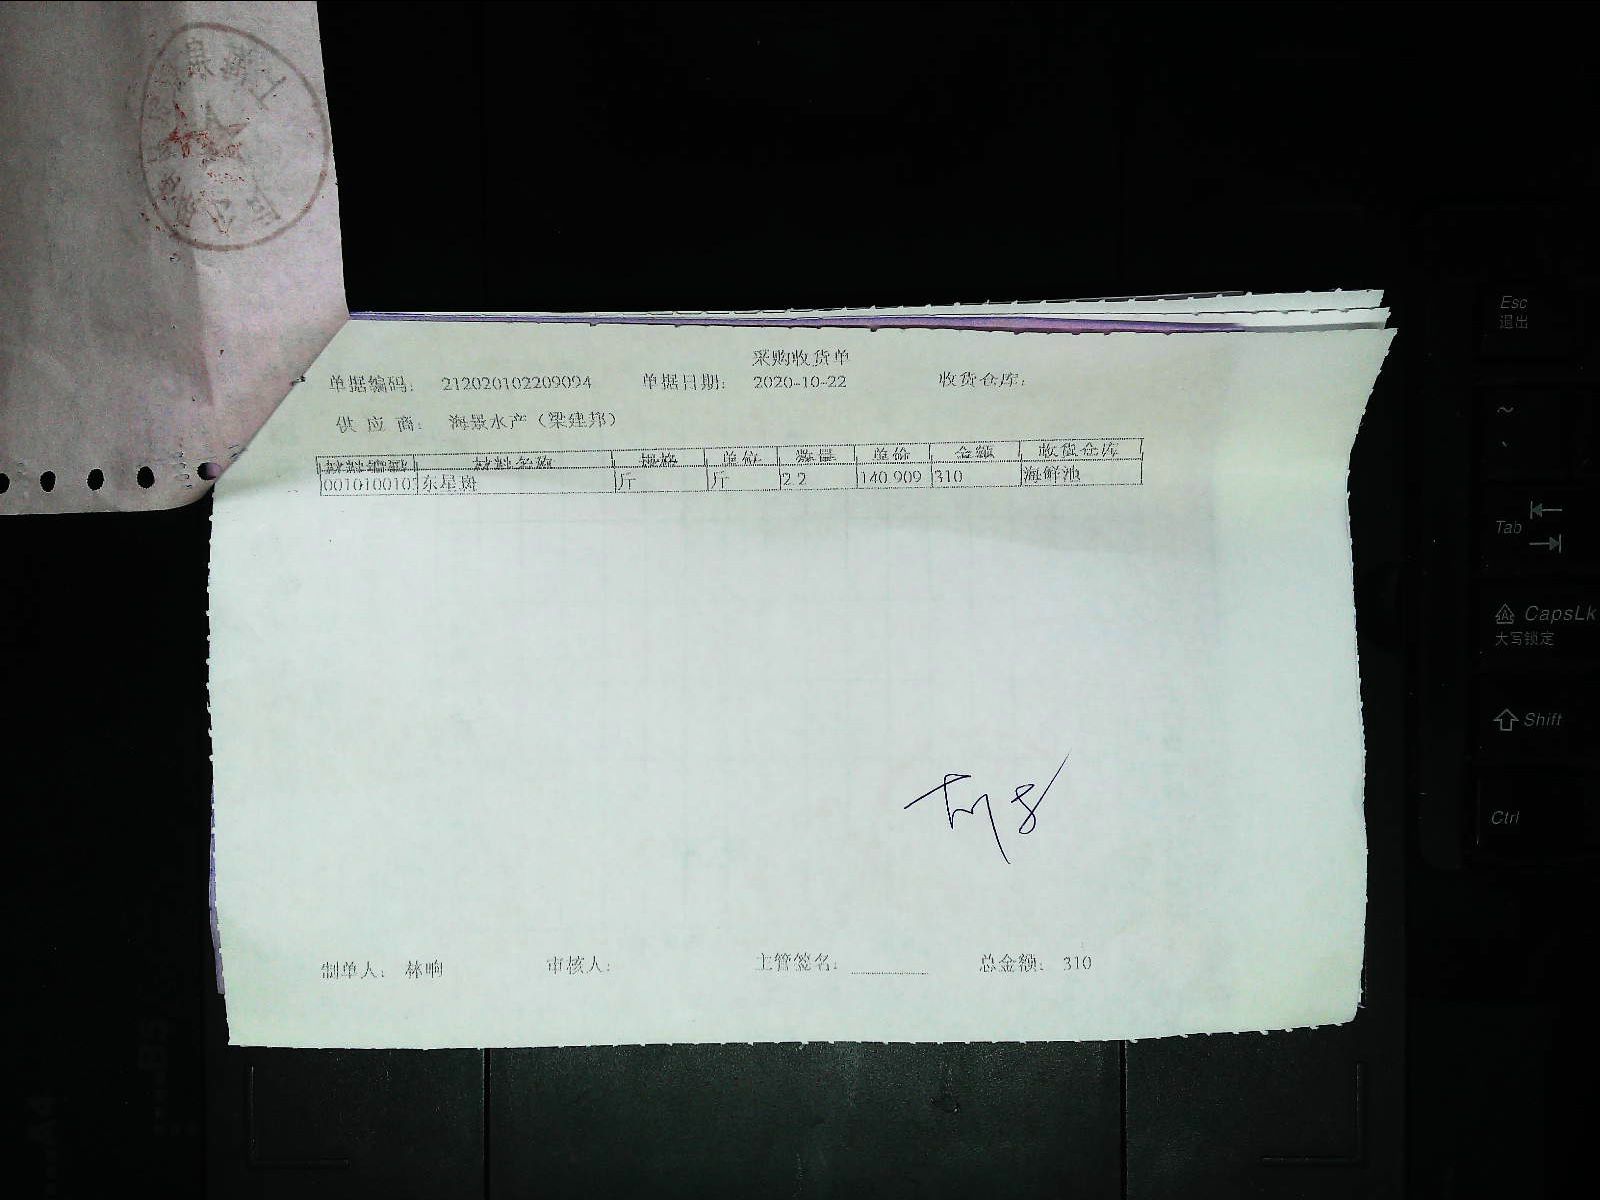 采购收货单
单据编码： 212020102209094 单据日期： 2020-10-22 收货仓库：
供 应 商： 海景水产（梁建邦）
材料编码 材料名称 规格 单位 数量 单价 金额 收货仓库
0010100103 东星斑 斤 斤 2.2 140.909 310 海鲜池
制单人： 林响 审核人： 主管签名： 总金额： 310
Esc
退出
~
Tab
CapsLk
大写锁定
Shift
Ctrl